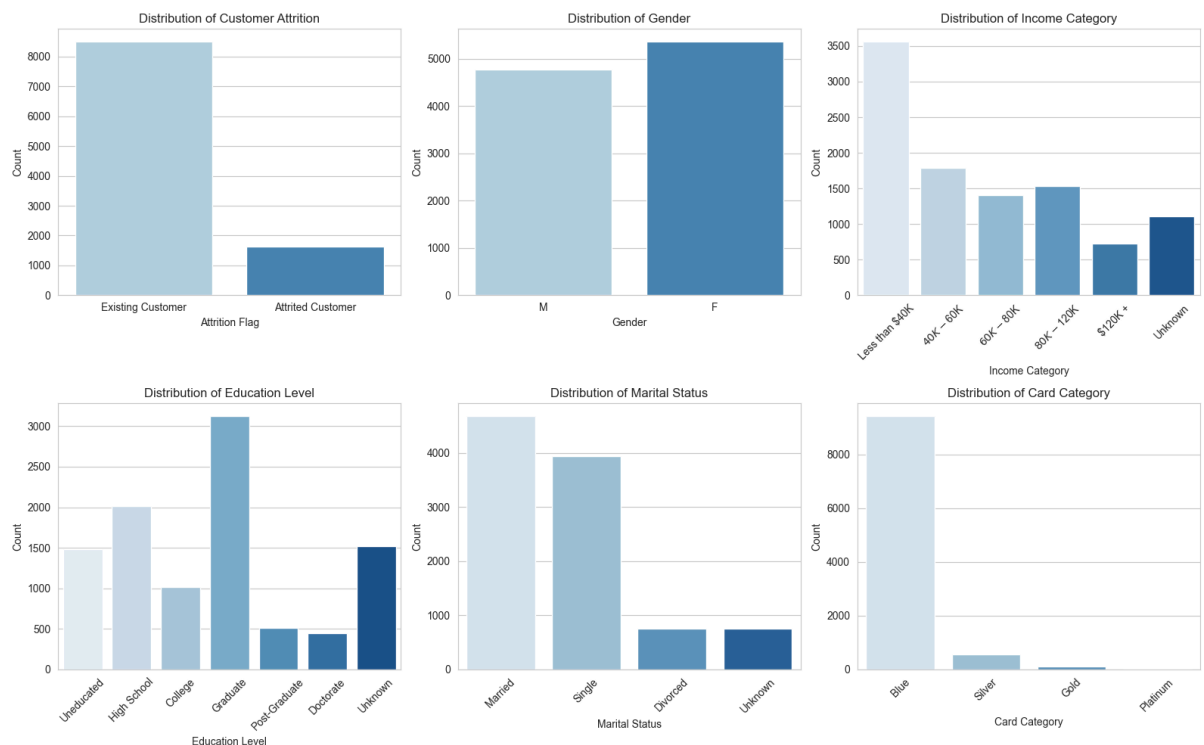 Distribution of Customer Attrition
8000
7000
6000
5000
4000
3000
2000
1000
0
Count
Existing Customer
Attrited Customer
Attrition Flag
Distribution of Gender
5000
4000
3000
2000
1000
0
Count
M
F
Gender
Distribution of Income Category
3500
3000
2500
2000
1500
1000
500
0
Count
Less than $40K
40K – 60K
60K – 80K
80K – 120K
$120K +
Unknown
Income Category
Distribution of Education Level
3000
2500
2000
1500
1000
500
0
Count
Uneducated
High School
College
Graduate
Post-Graduate
Doctorate
Unknown
Education Level
Distribution of Marital Status
4000
3000
2000
1000
0
Count
Married
Single
Divorced
Unknown
Marital Status
Distribution of Card Category
8000
6000
4000
2000
0
Count
Blue
Silver
Gold
Platinum
Card Category